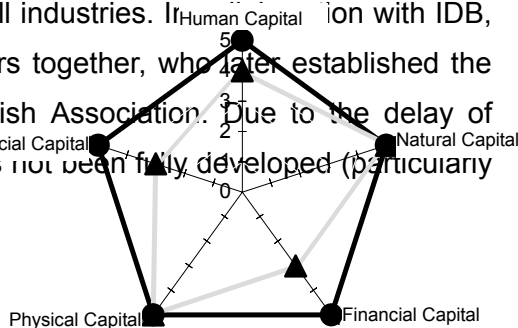 ll industries. In
Human Capital
ion with IDB,
5
rs together, who later established the
4
3
ish Association. Due to the delay of
2
cial Capital
Natural Capital
1
s not been fully developed (particularly
0
Physical Capital
Financial Capital